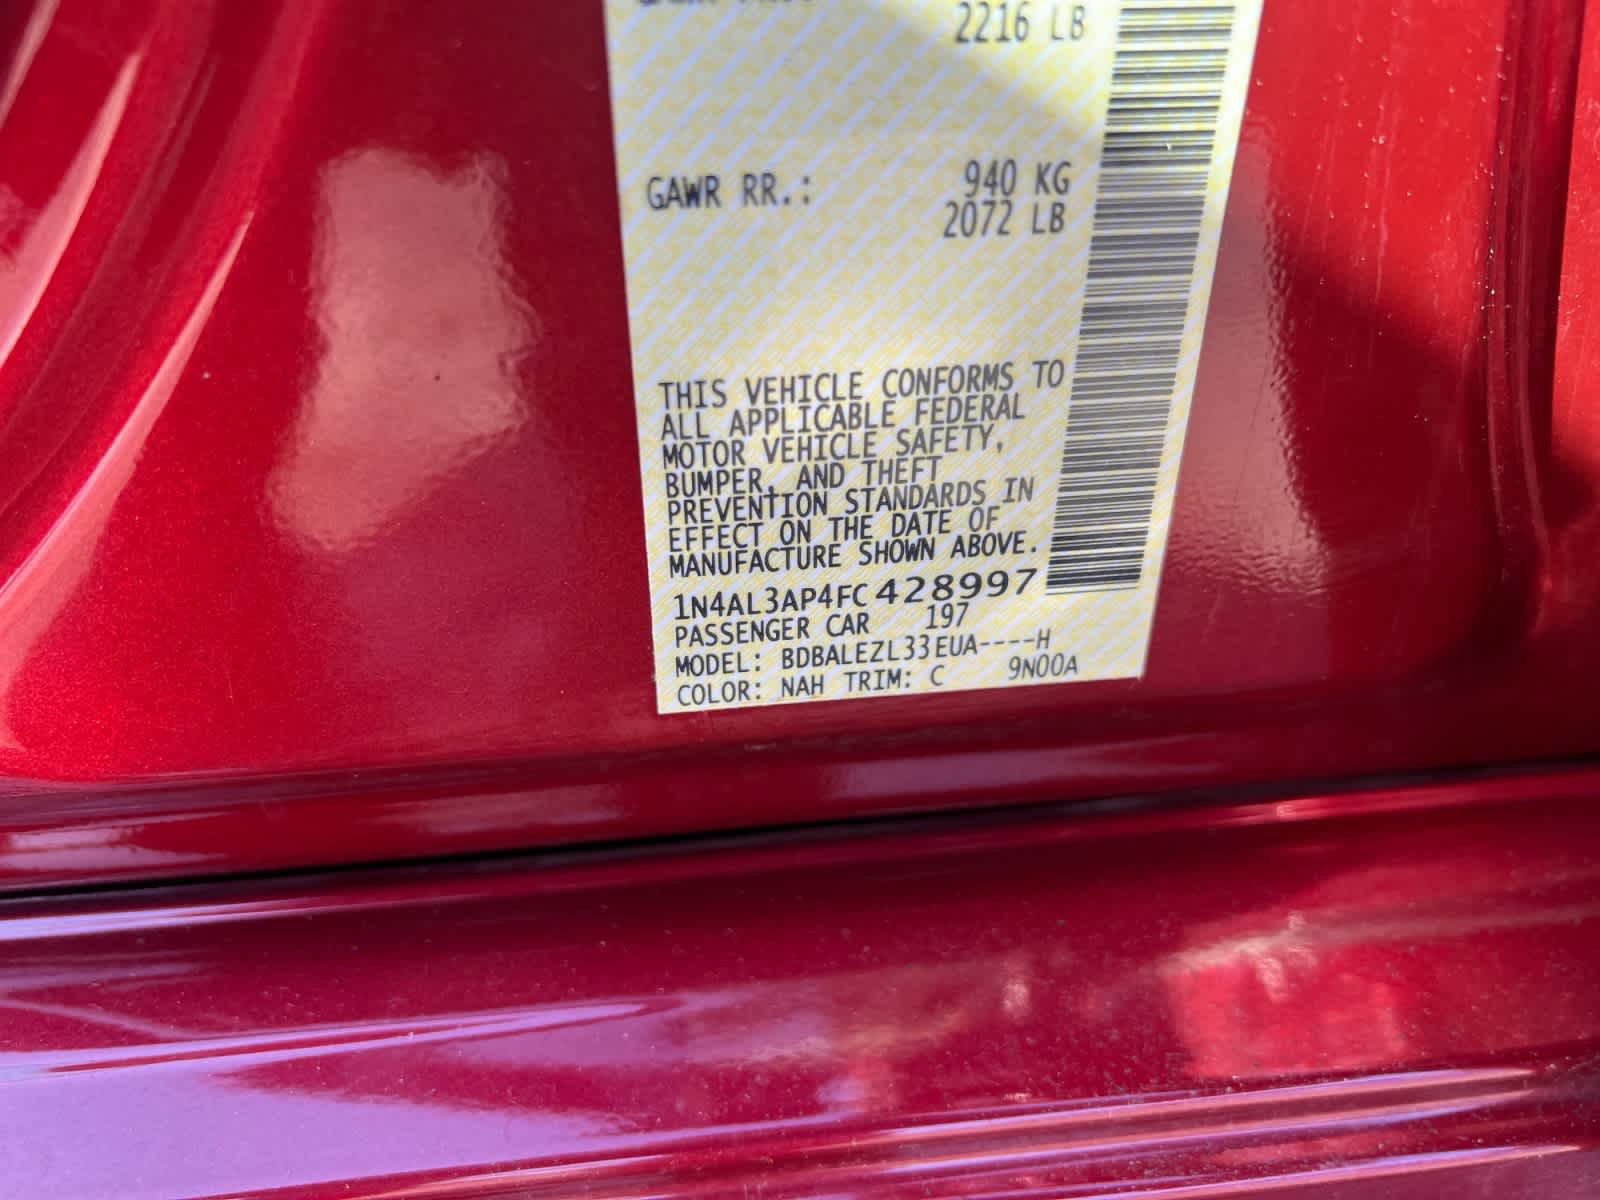 2216 LB
GAWR RR.: 940 KG
2072 LB
THIS VEHICLE CONFORMS TO
ALL APPLICABLE FEDERAL
MOTOR VEHICLE SAFETY,
BUMPER, AND THEFT
PREVENTION STANDARDS IN
EFFECT ON THE DATE OF
MANUFACTURE SHOWN ABOVE.
1N4AL3AP4FC428997
PASSENGER CAR 197
MODEL: BDBALEZL33EUA----H
COLOR: NAH TRIM: C 9N00A